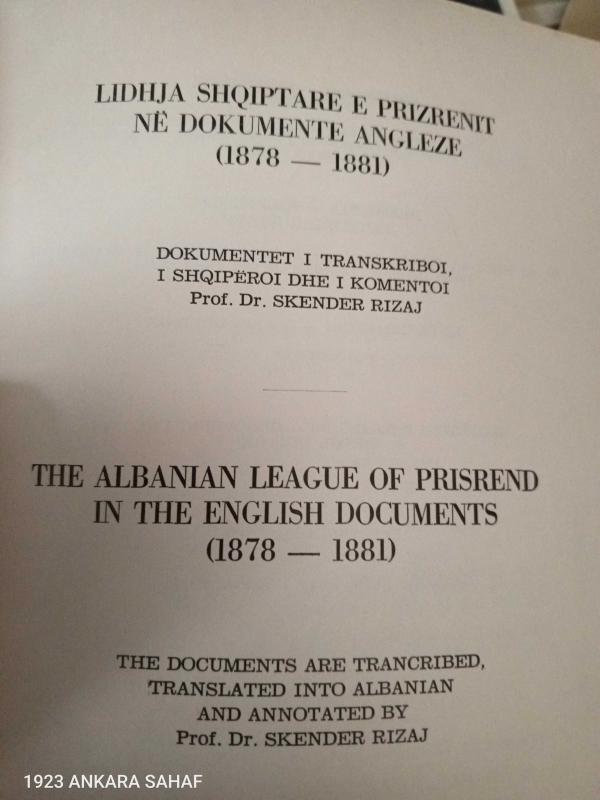 LIDHJA SHQIPTARE E PRIZRENIT
NË DOKUMENTE ANGLEZE
(1878 — 1881)
DOKUMENTET I TRANSKRIBOI,
I SHQIPËROI DHE I KOMENTOI
Prof. Dr. SKENDER RIZAJ
THE ALBANIAN LEAGUE OF PRISREND
IN THE ENGLISH DOCUMENTS
(1878 — 1881)
THE DOCUMENTS ARE TRANCRIBED,
TRANSLATED INTO ALBANIAN
AND ANNOTATED BY
Prof. Dr. SKENDER RIZAJ
1923 ANKARA SAHAF